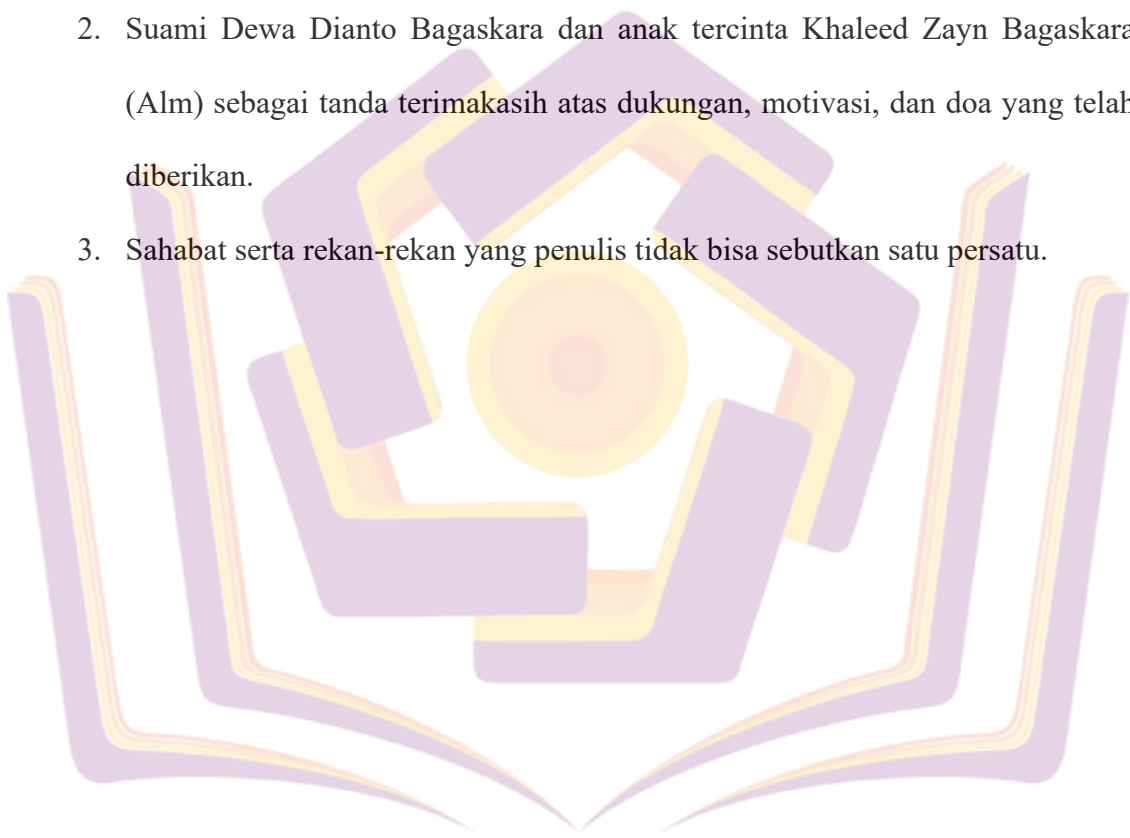 2. Suami Dewa Dianto Bagaskara dan anak tercinta Khaleed Zayn Bagaskara
(Alm) sebagai tanda terimakasih atas dukungan, motivasi, dan doa yang telah
diberikan.
3. Sahabat serta rekan-rekan yang penulis tidak bisa sebutkan satu persatu.